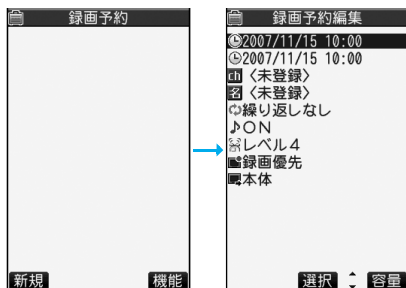 録画予約
新規
機能
録画予約編集
2007/11/15 10:00
2007/11/15 10:00
ch〈未登録〉
名〈未登録〉
繰り返しなし
♪ON
レベル4
録画優先
本体
選択
容量